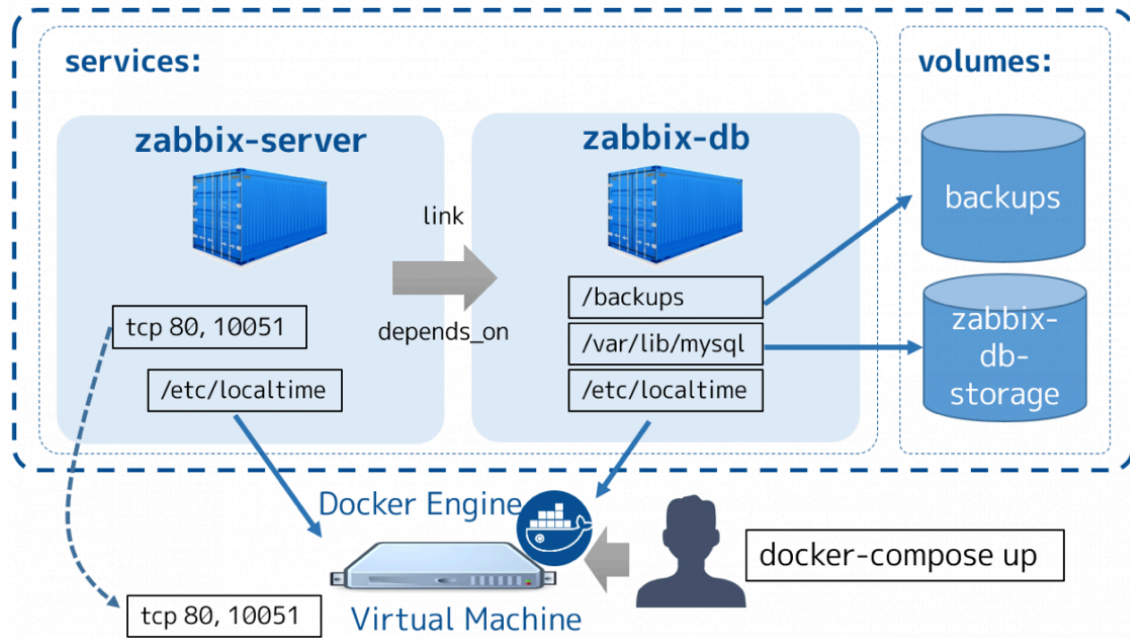 services:
volumes:
zabbix-server
zabbix-db
backups
link
/backups
tcp 80, 10051
depends_on
/var/lib/mysql
zabbix-
db-
storage
/etc/localtime
/etc/localtime
Docker Engine
docker-compose up
tcp 80, 10051
Virtual Machine